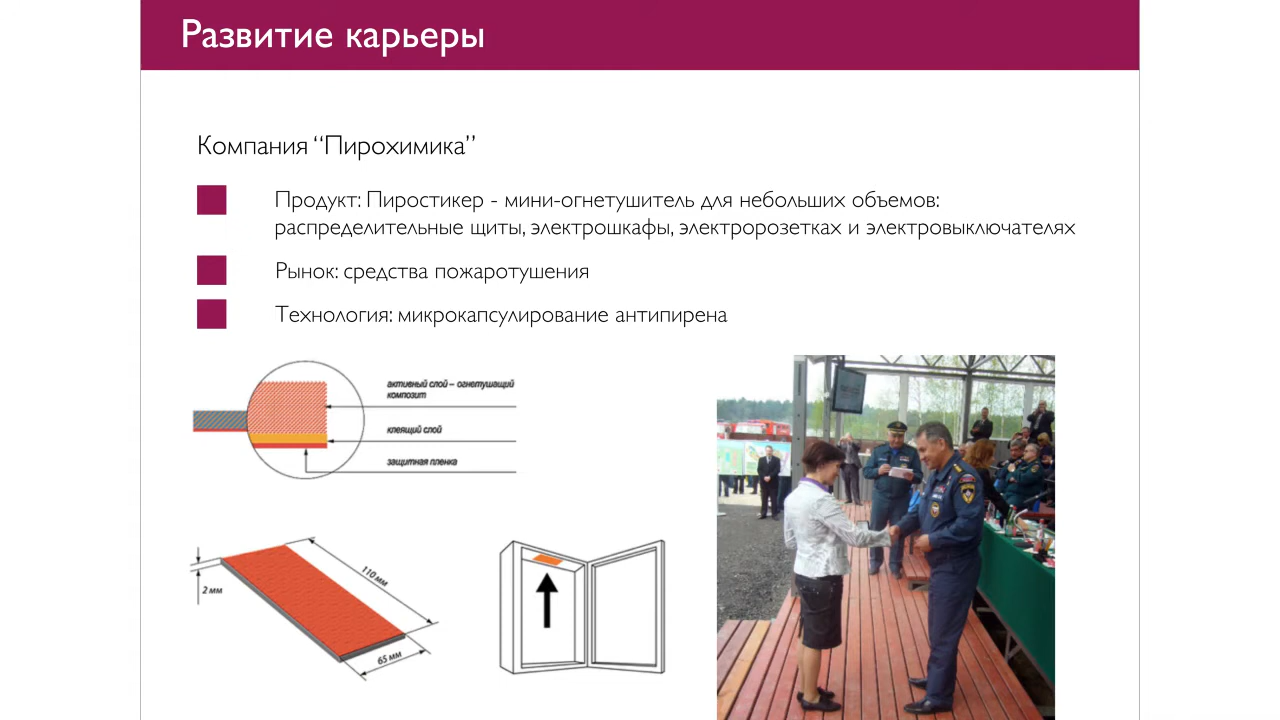 Развитие карьеры
Компания “Пирохимика”
Продукт: Пиростикер - мини-огнетушитель для небольших объемов:
распределительные щиты, электрошкафы, электророзетках и электровыключателях
Рынок: средства пожаротушения
Технология: микрокапсулирование антипирена
активный слой – огнетушащий
композит
клеящий слой
защитная пленка
110 мм
2 мм
65 мм